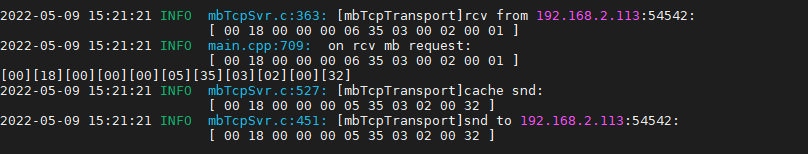 2022-05-09 15:21:21 INFO  mbTcpSvr.c:363: [mbTcpTransport]rcv from 192.168.2.113:54542:
[ 00 18 00 00 00 06 35 03 00 02 00 01 ]
2022-05-09 15:21:21 INFO  main.cpp:709:  on rcv mb request:
[ 00 18 00 00 00 06 35 03 00 02 00 01 ]
[00][18][00][00][00][05][35][03][02][00][32]
2022-05-09 15:21:21 INFO  mbTcpSvr.c:527: [mbTcpTransport]cache snd:
[ 00 18 00 00 00 05 35 03 02 00 32 ]
2022-05-09 15:21:21 INFO  mbTcpSvr.c:451: [mbTcpTransport]snd to 192.168.2.113:54542:
[ 00 18 00 00 00 05 35 03 02 00 32 ]